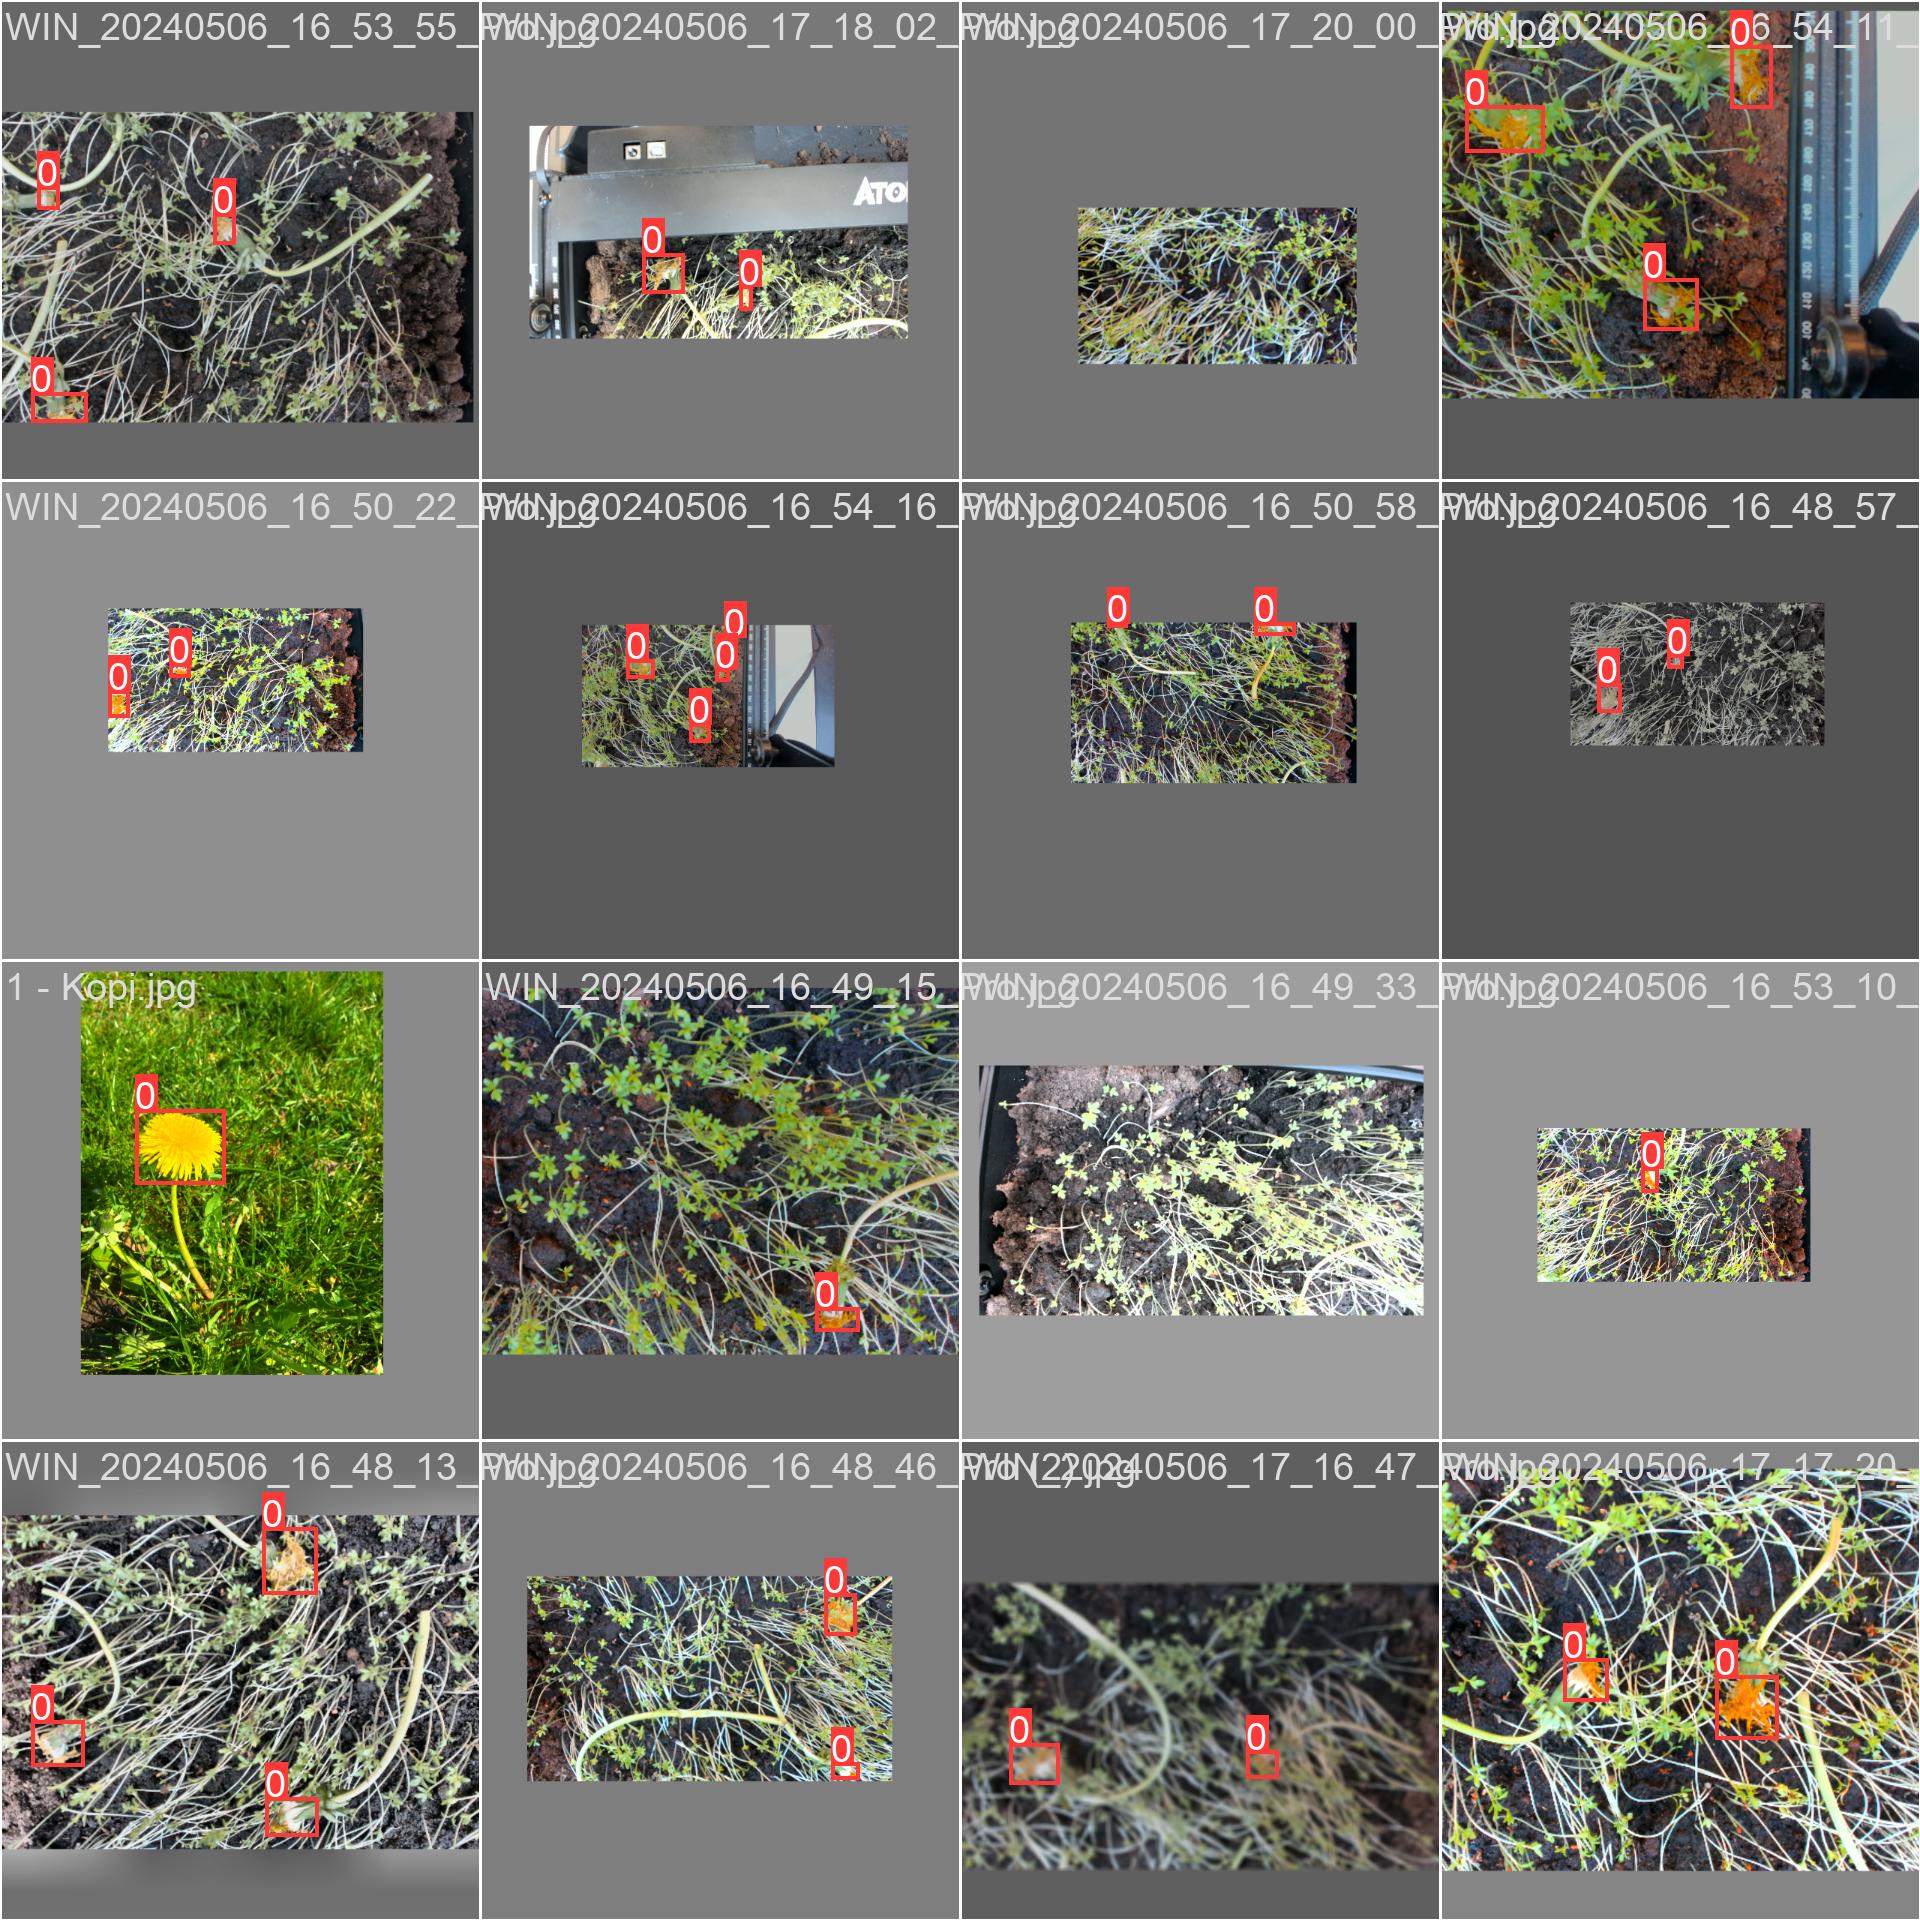 WIN_20240506_16_53_55_Pro.jpg
WIN_20240506_17_18_02_Pro.jpg
WIN_20240506_17_20_00_Pro.jpg
WIN_20240506_16_54_11_
0
0
0
0
0
0
0
0
ATO
WIN_20240506_16_50_22_Pro.jpg
WIN_20240506_16_54_16_Pro.jpg
WIN_20240506_16_50_58_Pro.jpg
WIN_20240506_16_48_57_
0
0
0
0
0
0
0
0
0
0
1 - Kopi.jpg
WIN_20240506_16_49_15_Pro.jpg
WIN_20240506_16_49_33_Pro.jpg
WIN_20240506_16_53_10_
0
0
0
WIN_20240506_16_48_13_Pro.jpg
WIN_20240506_16_48_46_Pro (2).jpg
WIN_20240506_17_16_47_Pro.jpg
WIN_20240506_17_17_20_
0
0
0
0
0
0
0
0
0